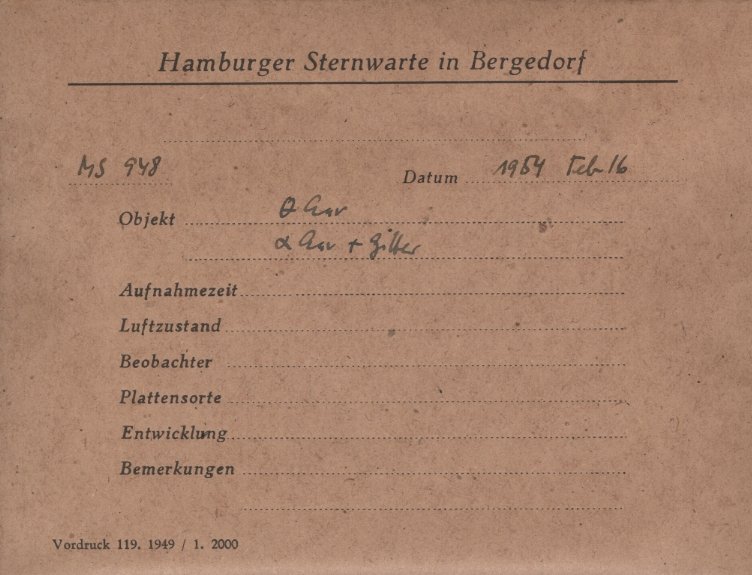 Hamburger Sternwarte in Bergedorf
MS 948
Datum 1954 Feb 16
Objekt θ Aur
α Aur + Gitter
Aufnahmezeit
Luftzustand
Beobachter
Plattensorte
Entwicklung
Bemerkungen
Vordruck 119. 1949 / 1. 2000